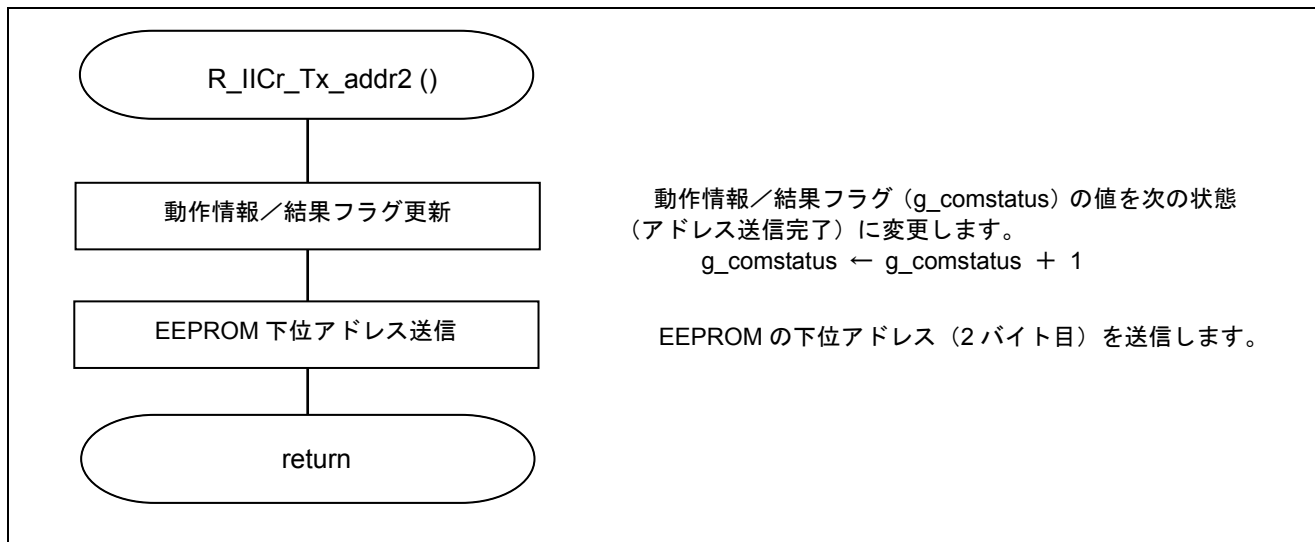 R_IICr_Tx_addr2 ()
動作情報／結果フラグ更新
動作情報／結果フラグ（g_comstatus）の値を次の状態
（アドレス送信完了）に変更します。
g_comstatus ← g_comstatus ＋ 1
EEPROM 下位アドレス送信
EEPROM の下位アドレス（2 バイト目）を送信します。
return